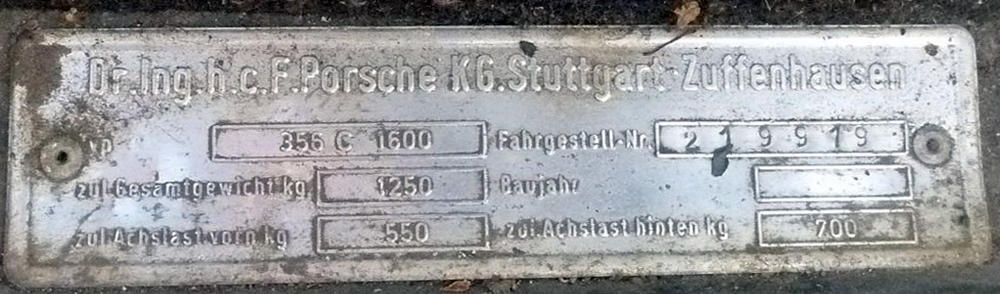 Dr.Ing.h.c.F.Porsche KG.Stuttgart-Zuffenhausen
Typ 356 C 1600 Fahrgestell-Nr. 219919
zul.Gesamtgewicht kg 1250 Baujahr
zul.Achslast vorn kg 550 zul.Achslast hinten kg 700